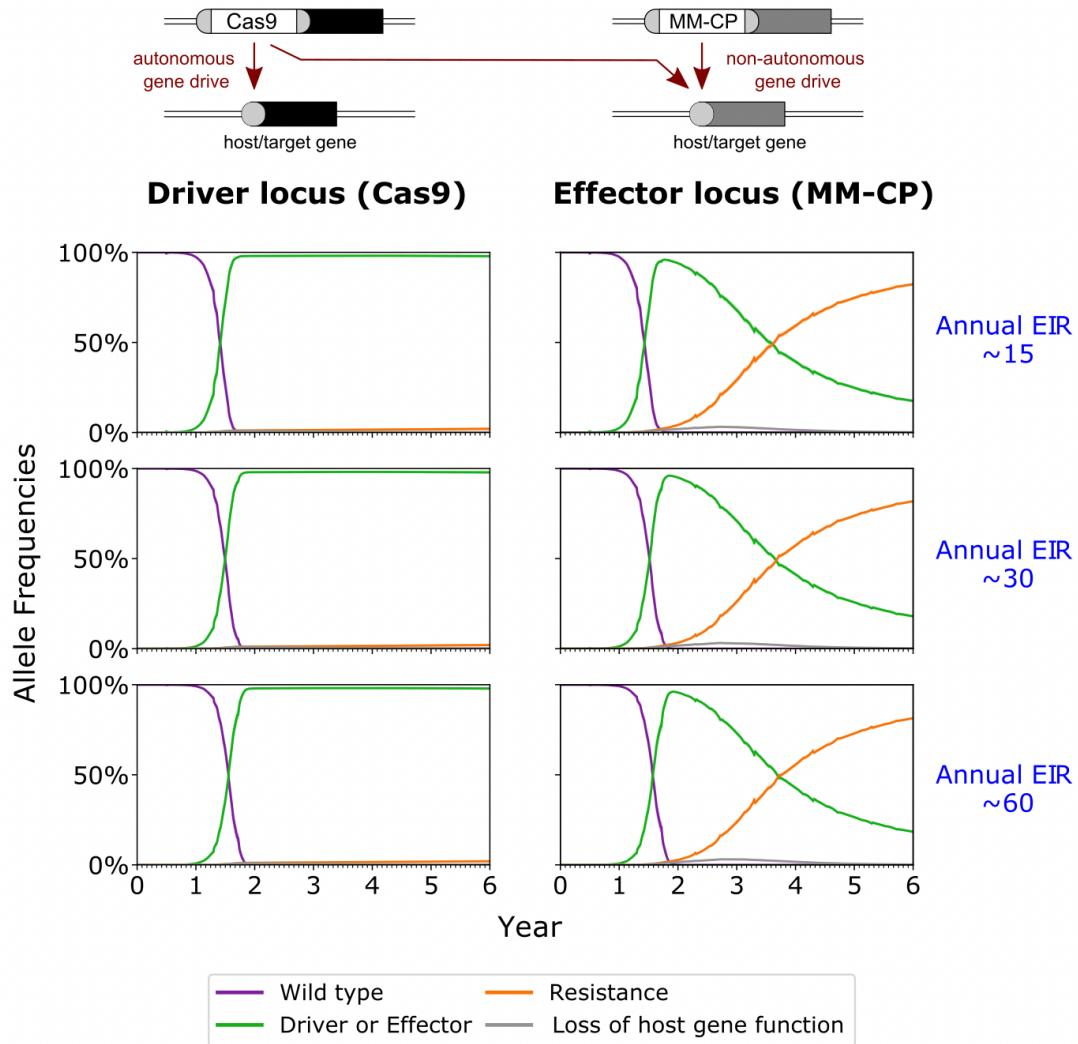 Cas9
MM-CP
autonomous
gene drive
non-autonomous
gene drive
host/target gene
host/target gene
Driver locus (Cas9)
Effector locus (MM-CP)
Allele Frequencies
100%
50%
0%
Annual EIR
~15
100%
50%
0%
Annual EIR
~30
100%
50%
0%
Annual EIR
~60
0 1 2 3 4 5 6
0 1 2 3 4 5 6
Year
Wild type
Resistance
Driver or Effector
Loss of host gene function